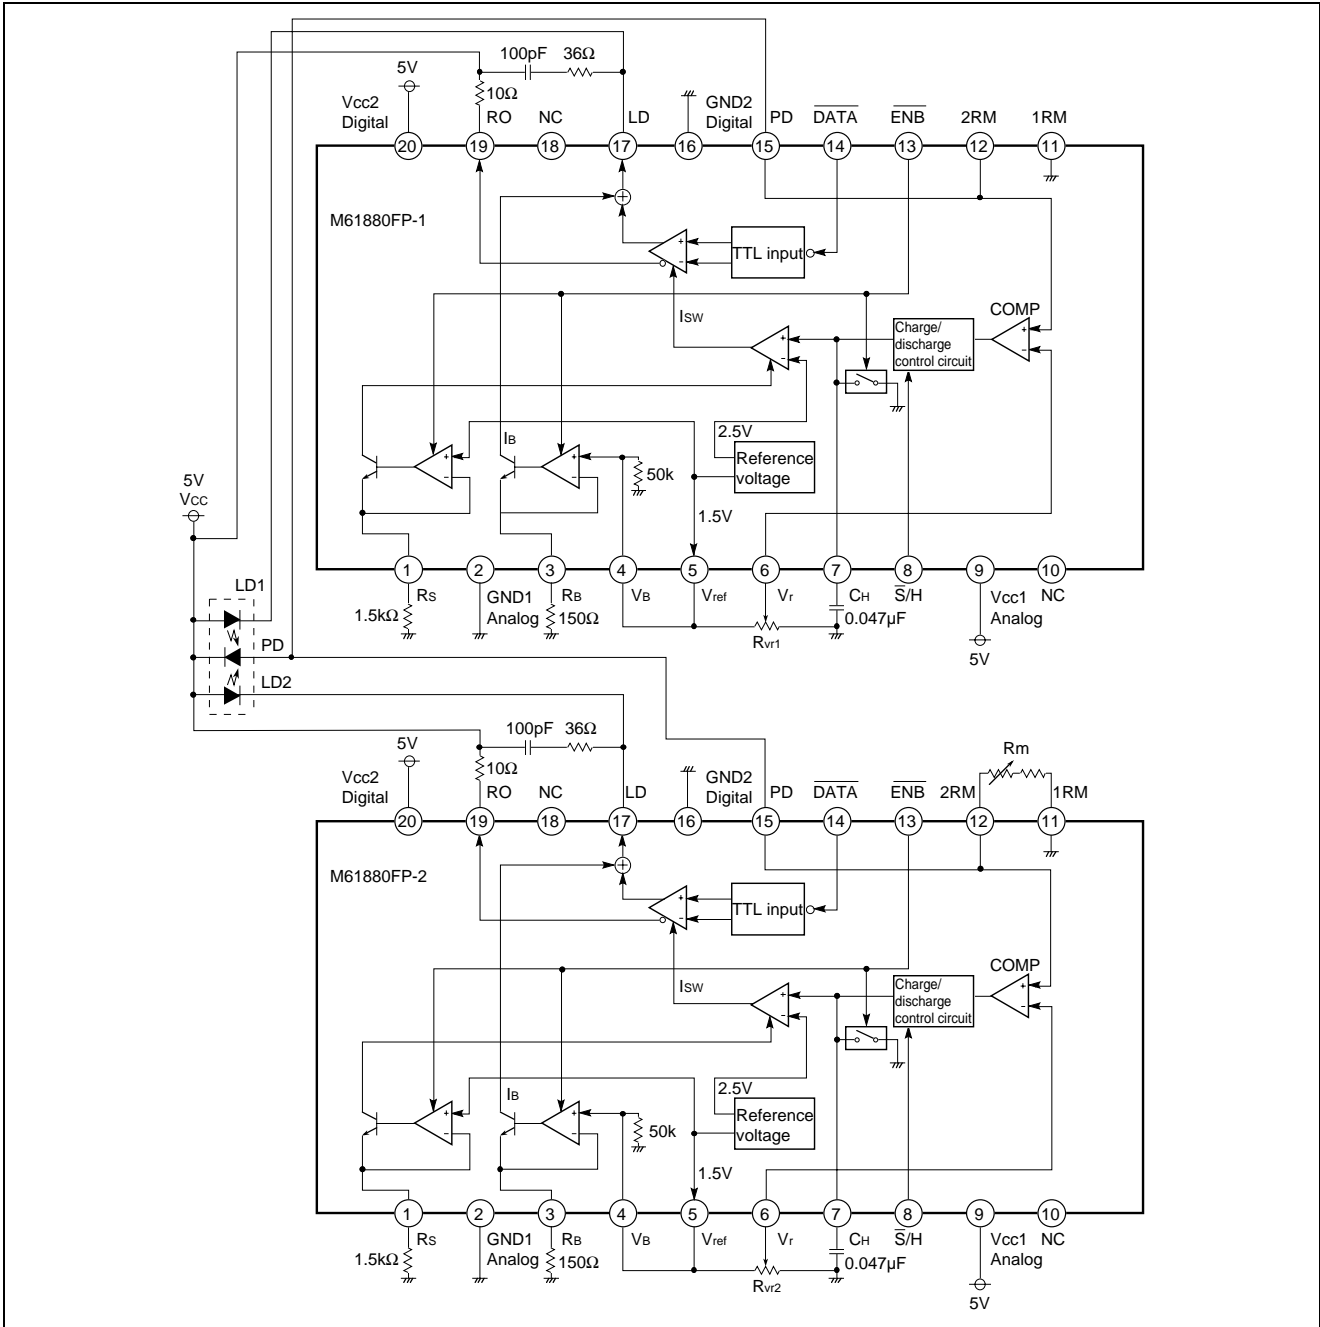 100pF 36Ω
5V
10Ω
Vcc2
Digital
RO
NC
LD
GND2
Digital
PD
DATA
ENB
2RM
1RM
20
19
18
17
16
15
14
13
12
11
M61880FP-1
+
-
TTL input
ISW
COMP
+
-
Charge/
discharge
control circuit
+
-
2.5V
IB
+
-
+
-
50k
Reference
voltage
5V
VCC
1.5V
1
2
3
4
5
6
7
8
9
10
LD1
RS
GND1
Analog
RB
VB
Vref
Vr
CH
S/H
Vcc1
Analog
NC
1.5kΩ
150Ω
0.047µF
Rvr1
5V
PD
LD2
100pF 36Ω
5V
10Ω
Vcc2
Digital
RO
NC
LD
GND2
Digital
PD
DATA
ENB
2RM
Rm
1RM
20
19
18
17
16
15
14
13
12
11
M61880FP-2
+
-
TTL input
ISW
COMP
+
-
Charge/
discharge
control circuit
+
-
2.5V
IB
+
-
+
-
50k
Reference
voltage
1.5V
1
2
3
4
5
6
7
8
9
10
RS
GND1
Analog
RB
VB
Vref
Vr
CH
S/H
Vcc1
Analog
NC
1.5kΩ
150Ω
0.047µF
Rvr2
5V